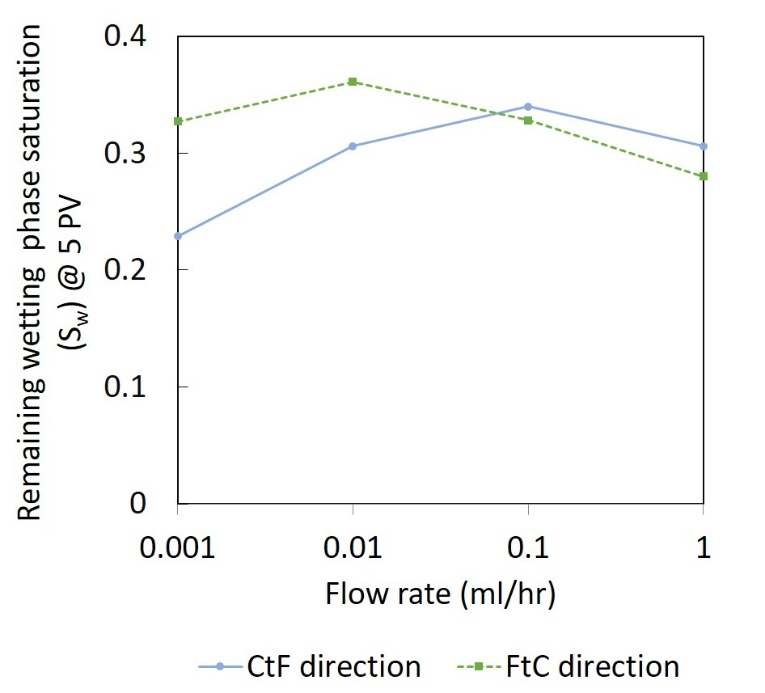 Remaining wetting phase saturation
(Sw) @ 5 PV
0.4
0.3
0.2
0.1
0
0.001 0.01 0.1 1
Flow rate (ml/hr)
CtF direction FtC direction